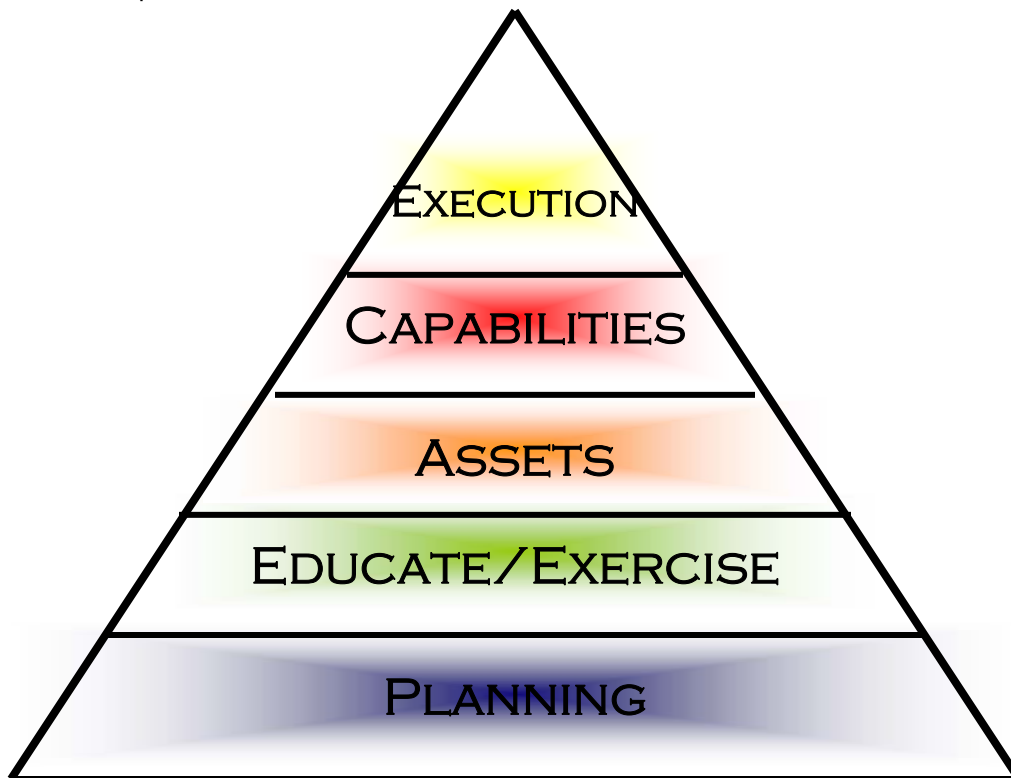 Execution
Capabilities
Assets
Educate/Exercise
Planning